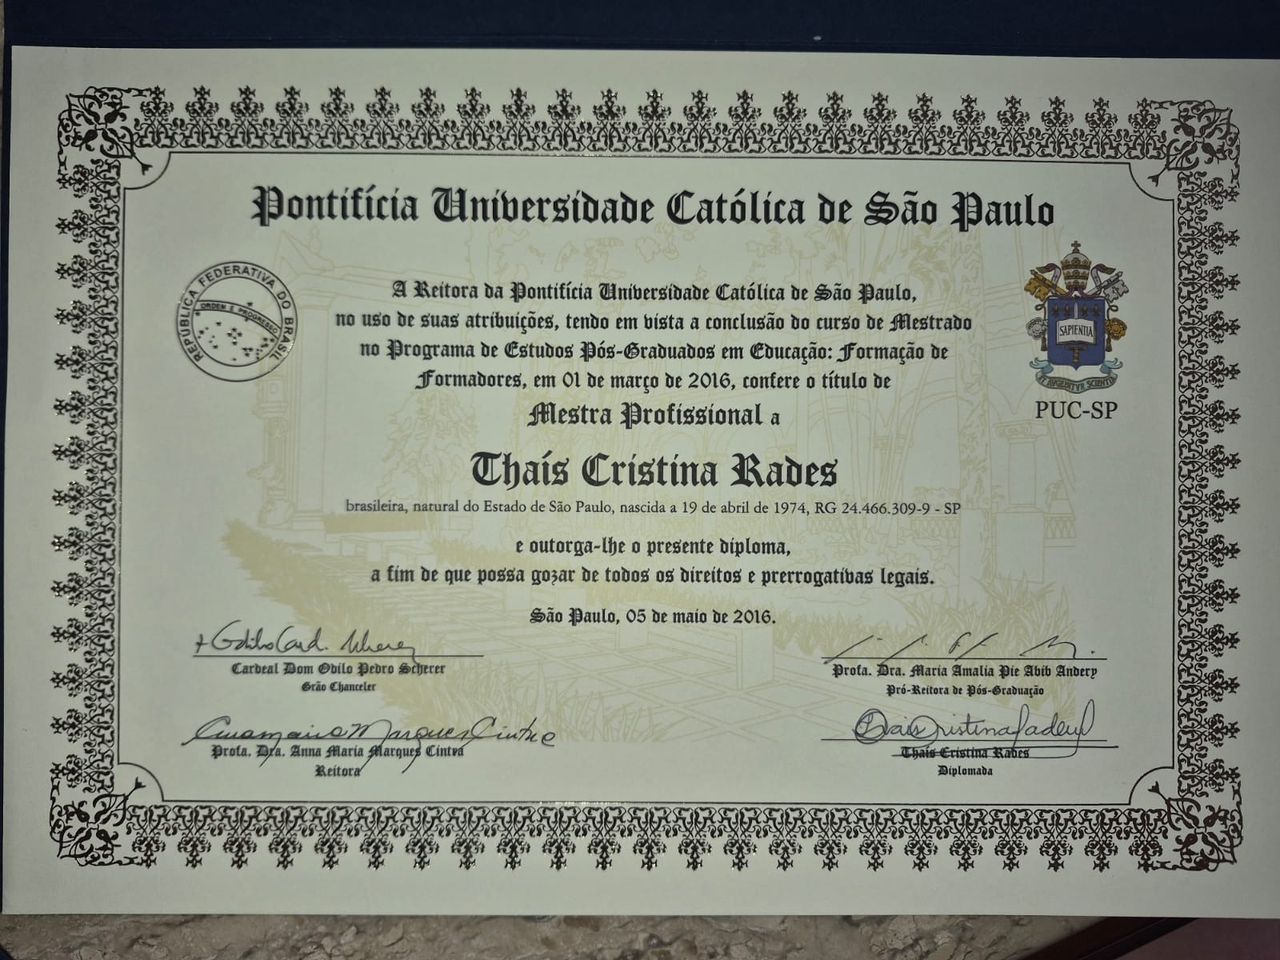 Pontifícia Universidade Católica de São Paulo
REPÚBLICA FEDERATIVA DO BRASIL
ORDEM E PROGRESSO
A Reitora da Pontifícia Universidade Católica de São Paulo,
no uso de suas atribuições, tendo em vista a conclusão do curso de Mestrado
no Programa de Estudos Pós-Graduados em Educação: Formação de
Formadores, em 01 de março de 2016, confere o título de
Mestra Profissional a
SAPIENTIA
ET AUGEBITUR SCIENTIA
PUC-SP
Thaís Cristina Rades
brasileira, natural do Estado de São Paulo, nascida a 19 de abril de 1974, RG 24.466.309-9 - SP
e outorga-lhe o presente diploma,
a fim de que possa gozar de todos os direitos e prerrogativas legais.
São Paulo, 05 de maio de 2016.
Cardeal Dom Odilo Pedro Scherer
Grão Chanceler
Profa. Dra. Maria Amalia Pie Abib Andery
Pró-Reitora de Pós-Graduação
Profa. Dra. Anna Maria Marques Cintra
Reitora
Thaís Cristina Rades
Diplomada